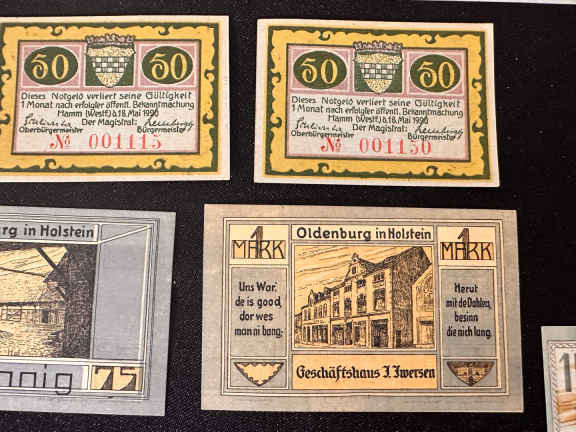 50 50
Dieses Notgeld verliert seine Gültigkeit
1 Monat nach erfolgter öffentl. Bekanntmachung
Hamm (Westf.) d. 18. Mai 1920
Der Magistrat:
Oberbürgermeister Bürgermeister
No 001115
50 50
Dieses Notgeld verliert seine Gültigkeit
1 Monat nach erfolgter öffentl. Bekanntmachung
Hamm (Westf.) d. 18. Mai 1920
Der Magistrat:
Oberbürgermeister Bürgermeister
No 001150
rg in Holstein
nnig 75
1 MARK Oldenburg in Holstein 1 MARK
Uns War'
de is good,
dor wes
man ni bang:
Herut
mit de Dahlers,
besinn
die nich lang.
Geschäftshaus J. Iwersen